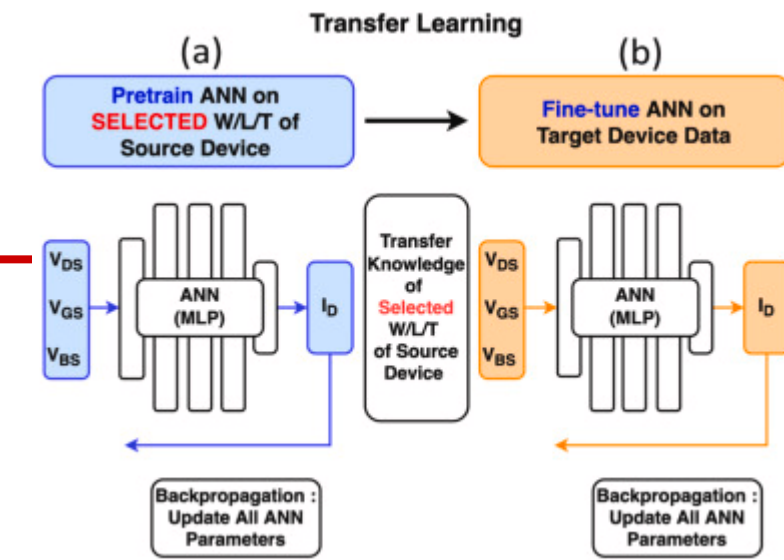 Transfer Learning
(a)
(b)
Pretrain ANN on
SELECTED W/L/T of
Source Device
Fine-tune ANN on
Target Device Data
VDS
VGS
VBS
ANN
(MLP)
ID
Transfer
Knowledge
of
Selected
W/L/T
of Source
Device
VDS
VGS
VBS
ANN
(MLP)
ID
Backpropagation :
Update All ANN
Parameters
Backpropagation :
Update All ANN
Parameters